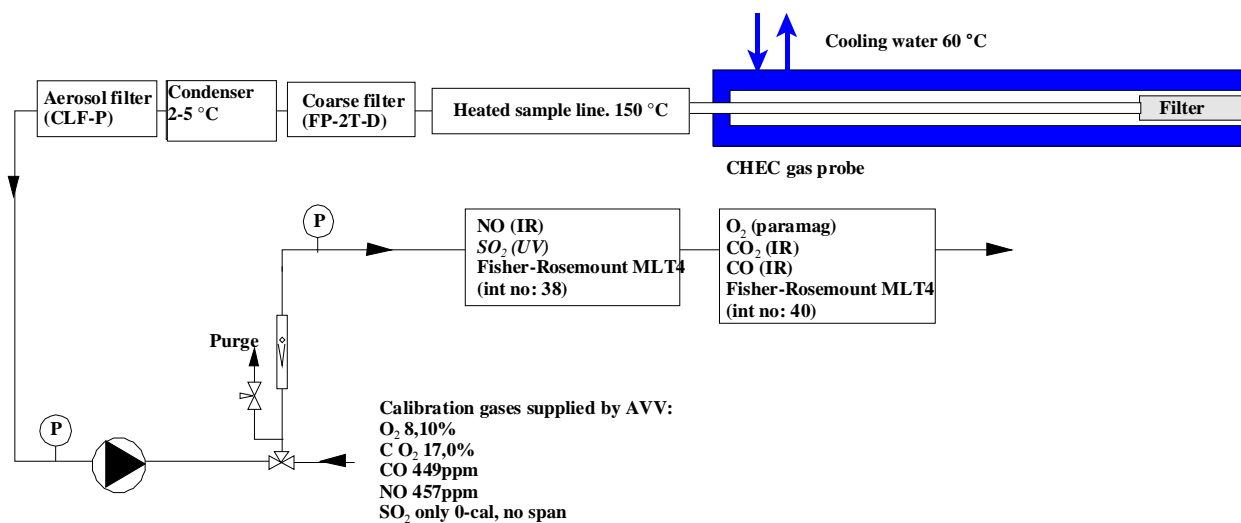 Cooling water 60 °C
Aerosol filter
(CLF-P)
Condenser
2-5 °C
Coarse filter
(FP-2T-D)
Heated sample line. 150 °C
Filter
CHEC gas probe
P
NO (IR)
SO₂ (UV)
Fisher-Rosemount MLT4
(int no: 38)
O₂ (paramag)
CO₂ (IR)
CO (IR)
Fisher-Rosemount MLT4
(int no: 40)
Purge
P
Calibration gases supplied by AVV:
O₂ 8,10%
C O₂ 17,0%
CO 449ppm
NO 457ppm
SO₂ only 0-cal, no span